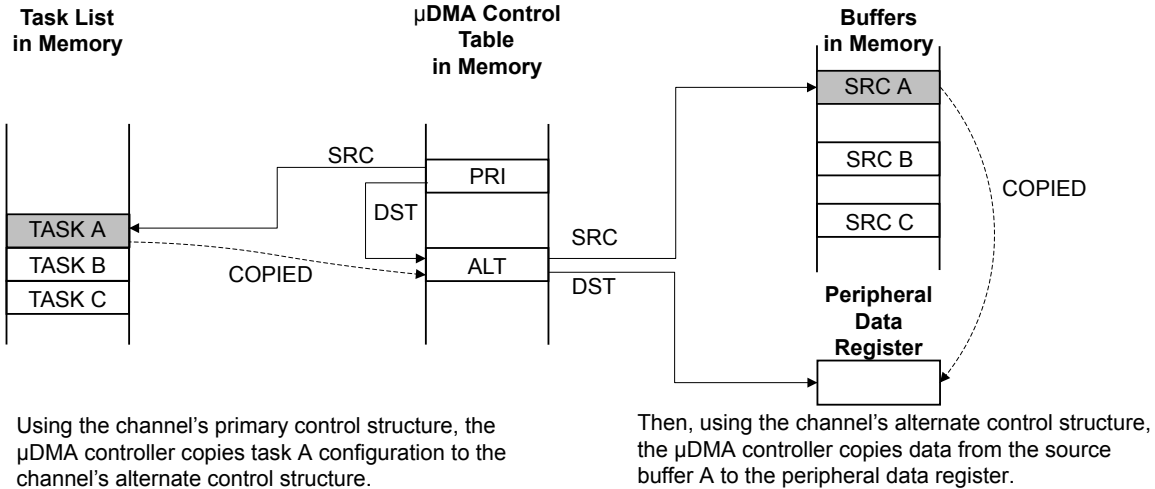 Task List
in Memory
µDMA Control
Table
in Memory
Buffers
in Memory
SRC A
SRC B
SRC C
COPIED
SRC
PRI
DST
ALT
SRC
DST
TASK A
TASK B
TASK C
COPIED
Peripheral
Data
Register
Using the channel's primary control structure, the
µDMA controller copies task A configuration to the
channel's alternate control structure.
Then, using the channel's alternate control structure,
the µDMA controller copies data from the source
buffer A to the peripheral data register.